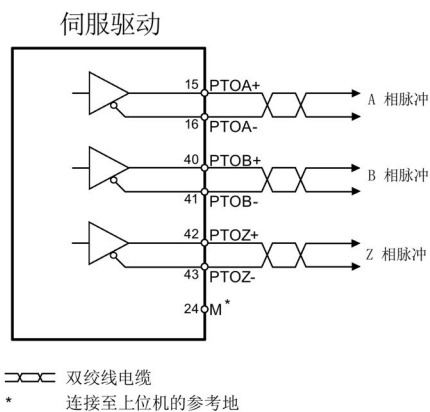 伺服驱动
15 PTOA+
16 PTOA-
A 相脉冲
40 PTOB+
41 PTOB-
B 相脉冲
42 PTOZ+
43 PTOZ-
Z 相脉冲
24 M*
双绞线电缆
* 连接至上位机的参考地